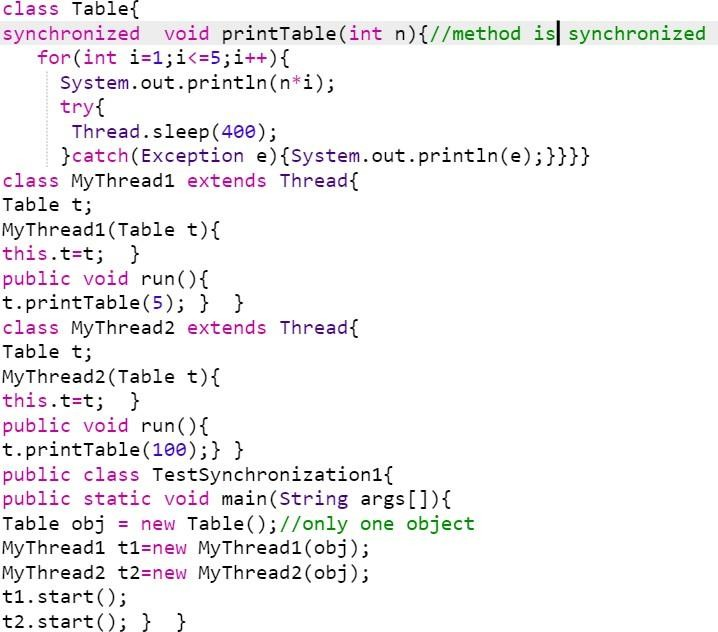 class Table{
synchronized  void printTable(int n){//method is synchronized
   for(int i=1;i<=5;i++){
     System.out.println(n*i);
     try{
      Thread.sleep(400);
     }catch(Exception e){System.out.println(e);}}}}
class MyThread1 extends Thread{
Table t;
MyThread1(Table t){
this.t=t;  }
public void run(){
t.printTable(5); }  }
class MyThread2 extends Thread{
Table t;
MyThread2(Table t){
this.t=t;  }
public void run(){
t.printTable(100);} }
public class TestSynchronization1{
public static void main(String args[]){
Table obj = new Table();//only one object
MyThread1 t1=new MyThread1(obj);
MyThread2 t2=new MyThread2(obj);
t1.start();
t2.start(); }  }